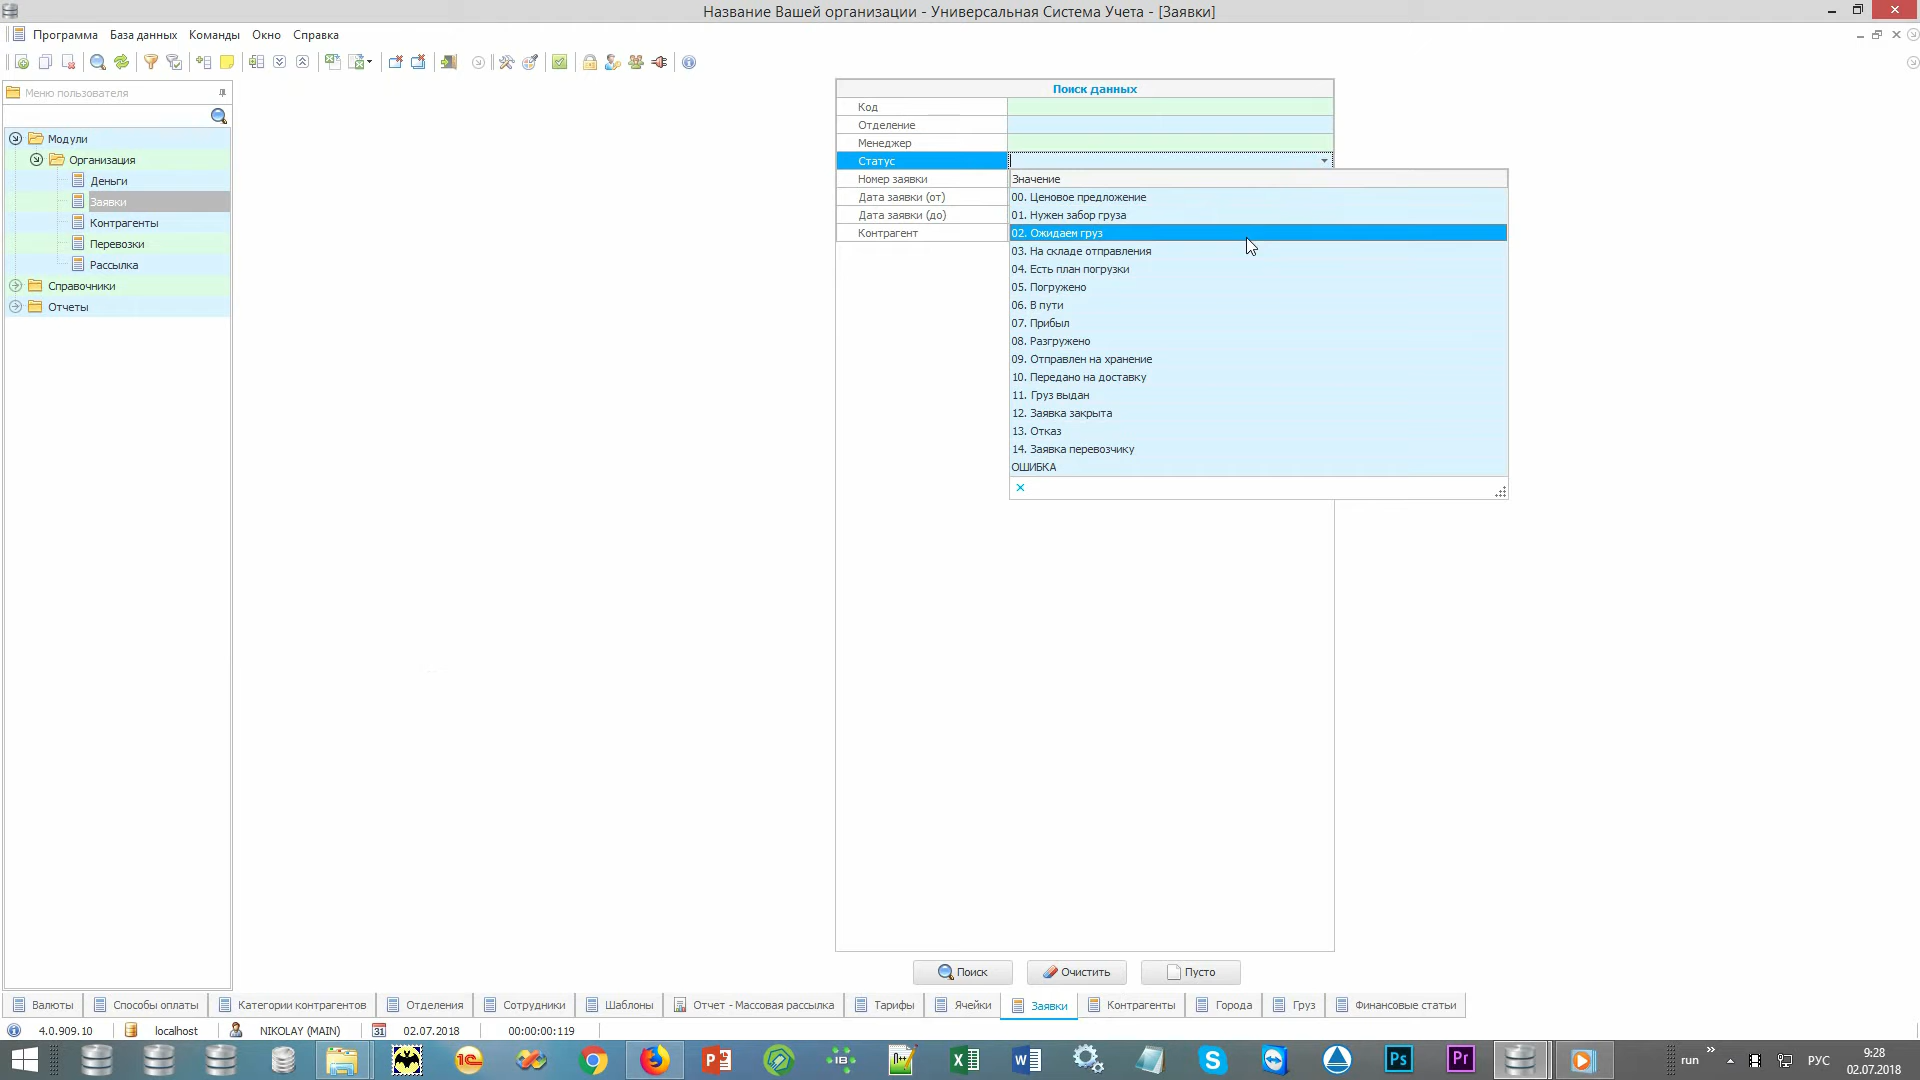 Название Вашей организации - Универсальная Система Учета - [Заявки]
Программа База данных Команды Окно Справка
Меню пользователя
Модули
Организация
Деньги
Заявки
Контрагенты
Перевозки
Рассылка
Справочники
Отчеты
Поиск данных
Код
Отделение
Менеджер
Статус
Номер заявки
Дата заявки (от)
Дата заявки (до)
Контрагент
Значение
00. Ценовое предложение
01. Нужен забор груза
02. Ожидаем груз
03. На складе отправления
04. Есть план погрузки
05. Погружено
06. В пути
07. Прибыл
08. Разгружено
09. Отправлен на хранение
10. Передано на доставку
11. Груз выдан
12. Заявка закрыта
13. Отказ
14. Заявка перевозчику
ОШИБКА
Поиск Очистить Пусто
Валюты Способы оплаты Категории контрагентов Отделения Сотрудники Шаблоны Отчет - Массовая рассылка Тарифы Ячейки Заявки Контрагенты Города Груз Финансовые статьи
4.0.909.10 localhost NIKOLAY (MAIN) 31 02.07.2018 00:00:00:119
run РУС 9:28
02.07.2018